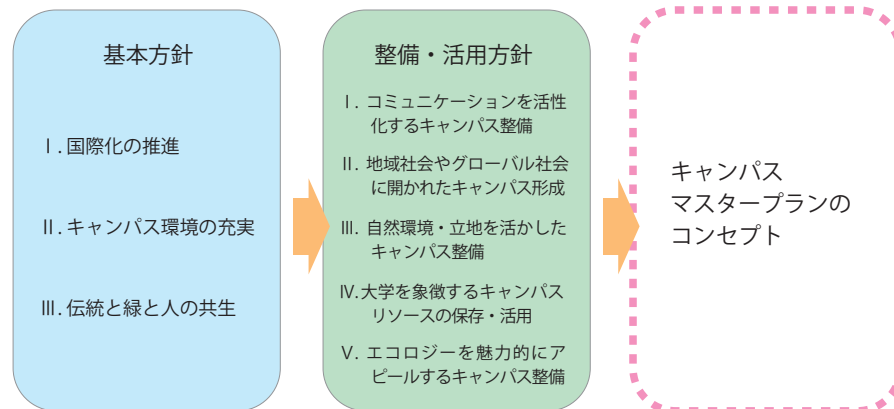 基本方針
Ⅰ.国際化の推進
Ⅱ.キャンパス環境の充実
Ⅲ.伝統と緑と人の共生
整備・活用方針
Ⅰ. コミュニケーションを活性
化するキャンパス整備
Ⅱ. 地域社会やグローバル社会
に開かれたキャンパス形成
Ⅲ. 自然環境・立地を活かした
キャンパス整備
Ⅳ.大学を象徴するキャンパス
リソースの保存・活用
Ⅴ. エコロジーを魅力的にア
ピールするキャンパス整備
キャンパス
マスタープランの
コンセプト